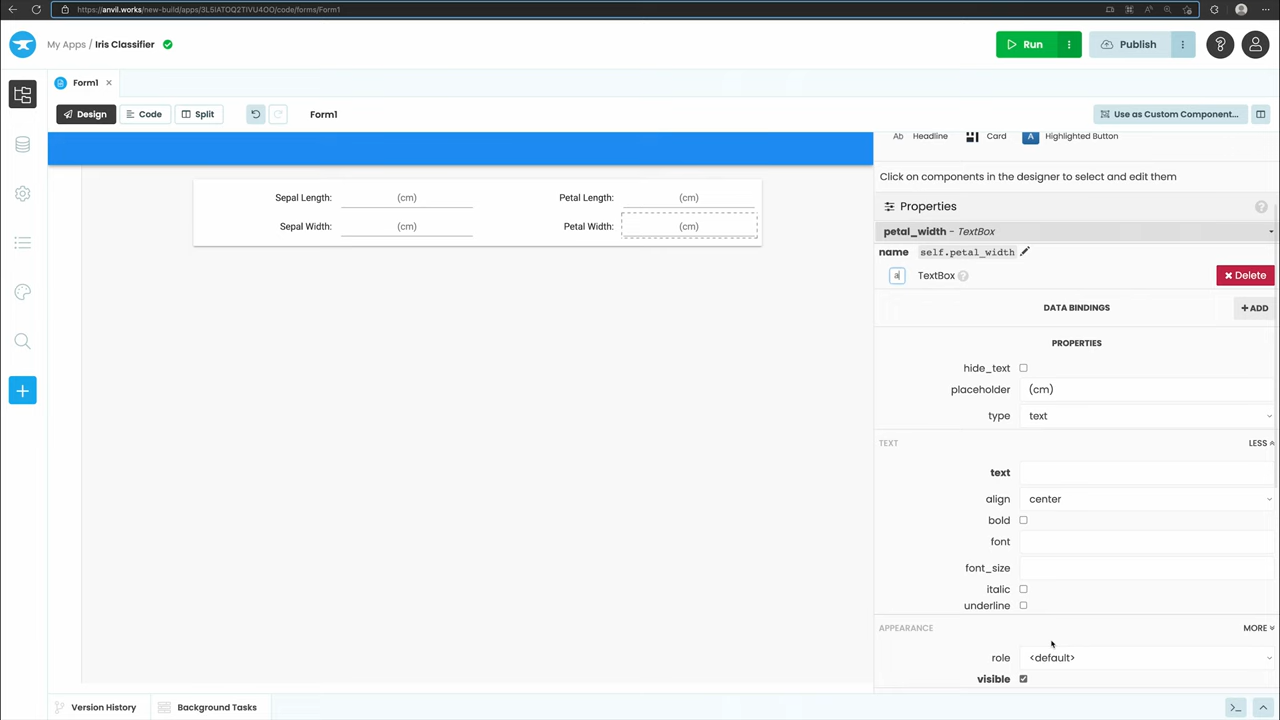 https://anvil.works/new-build/apps/3L5IATOQ2TIVU4OO/code/forms/Form1
My Apps / Iris Classifier
Run
Publish
?
Form1 ×
Design Code Split Form1
Use as Custom Component...
Ab Headline Card A Highlighted Button
Click on components in the designer to select and edit them
Sepal Length: (cm) Petal Length: (cm)
Sepal Width: (cm) Petal Width: (cm)
Properties ?
petal_width - TextBox
name self.petal_width
a TextBox ?
× Delete
DATA BINDINGS + ADD
PROPERTIES
hide_text
placeholder (cm)
type text
TEXT LESS
text
align center
bold
font
font_size
italic
underline
APPEARANCE MORE
role <default>
visible
Version History Background Tasks